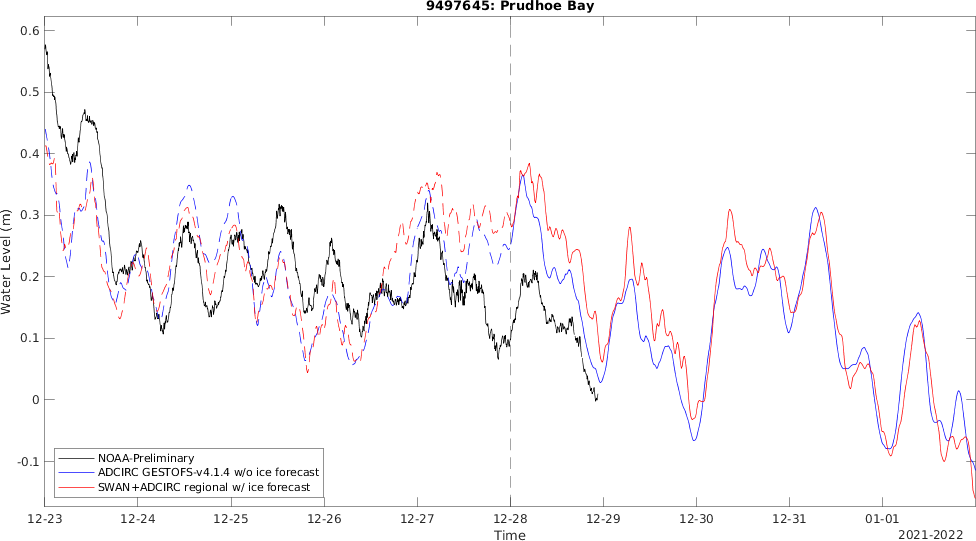 9497645: Prudhoe Bay
0.6
0.5
0.4
0.3
0.2
0.1
0
-0.1
Water Level (m)
NOAA-Preliminary
ADCIRC GESTOFS-v4.1.4 w/o ice forecast
SWAN+ADCIRC regional w/ ice forecast
12-23 12-24 12-25 12-26 12-27 12-28 12-29 12-30 12-31 01-01
Time
2021-2022